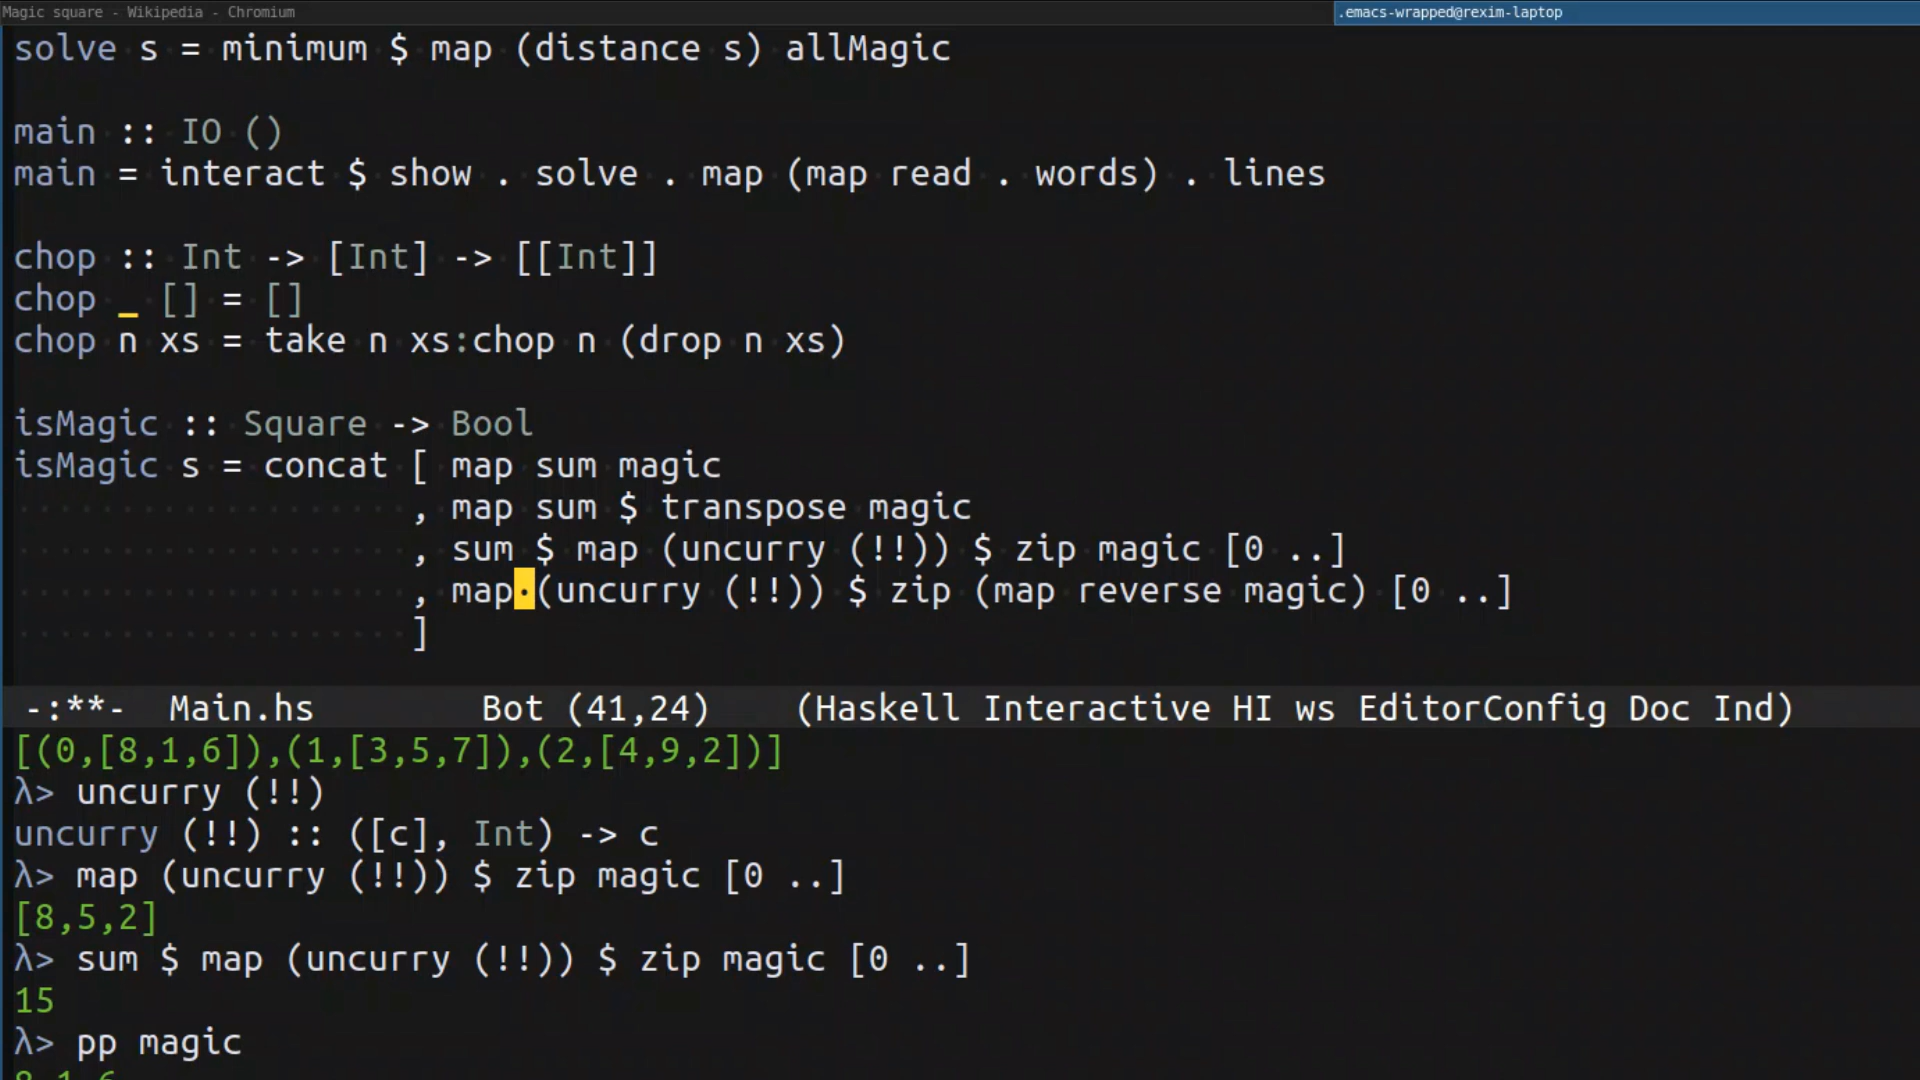 Magic square - Wikipedia - Chromium
.emacs-wrapped@rexim-laptop
solve s = minimum $ map (distance s) allMagic
main :: IO ()
main = interact $ show . solve . map (map read . words) . lines
chop :: Int -> [Int] -> [[Int]]
chop _ [] = []
chop n xs = take n xs:chop n (drop n xs)
isMagic :: Square -> Bool
isMagic s = concat [ map sum magic
, map sum $ transpose magic
, sum $ map (uncurry (!!)) $ zip magic [0 ..]
, map (uncurry (!!)) $ zip (map reverse magic) [0 ..]
]
-:**-  Main.hs        Bot (41,24)    (Haskell Interactive HI ws EditorConfig Doc Ind)
[(0,[8,1,6]),(1,[3,5,7]),(2,[4,9,2])]
λ> uncurry (!!)
uncurry (!!) :: ([c], Int) -> c
λ> map (uncurry (!!)) $ zip magic [0 ..]
[8,5,2]
λ> sum $ map (uncurry (!!)) $ zip magic [0 ..]
15
λ> pp magic
8 1 6